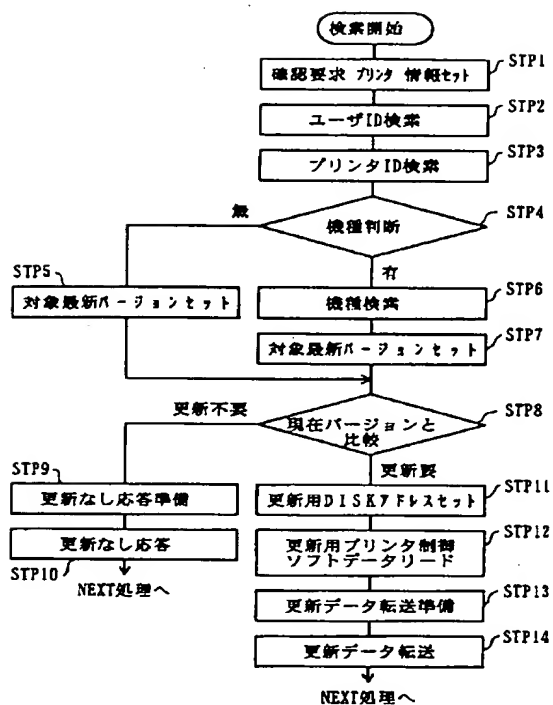 検索開始
STP1
確認要求 プリンタ 情報セット
STP2
ユーザID検索
STP3
プリンタID検索
STP4
機種判断
無
有
STP5
対象最新バージョンセット
STP6
機種検索
STP7
対象最新バージョンセット
STP8
現在バージョンと
比較
更新不要
更新要
STP9
更新なし応答準備
STP10
更新なし応答
NEXT処理へ
STP11
更新用DISKアドレスセット
STP12
更新用プリンタ制御
ソフトデータリード
STP13
更新データ転送準備
STP14
更新データ転送
NEXT処理へ